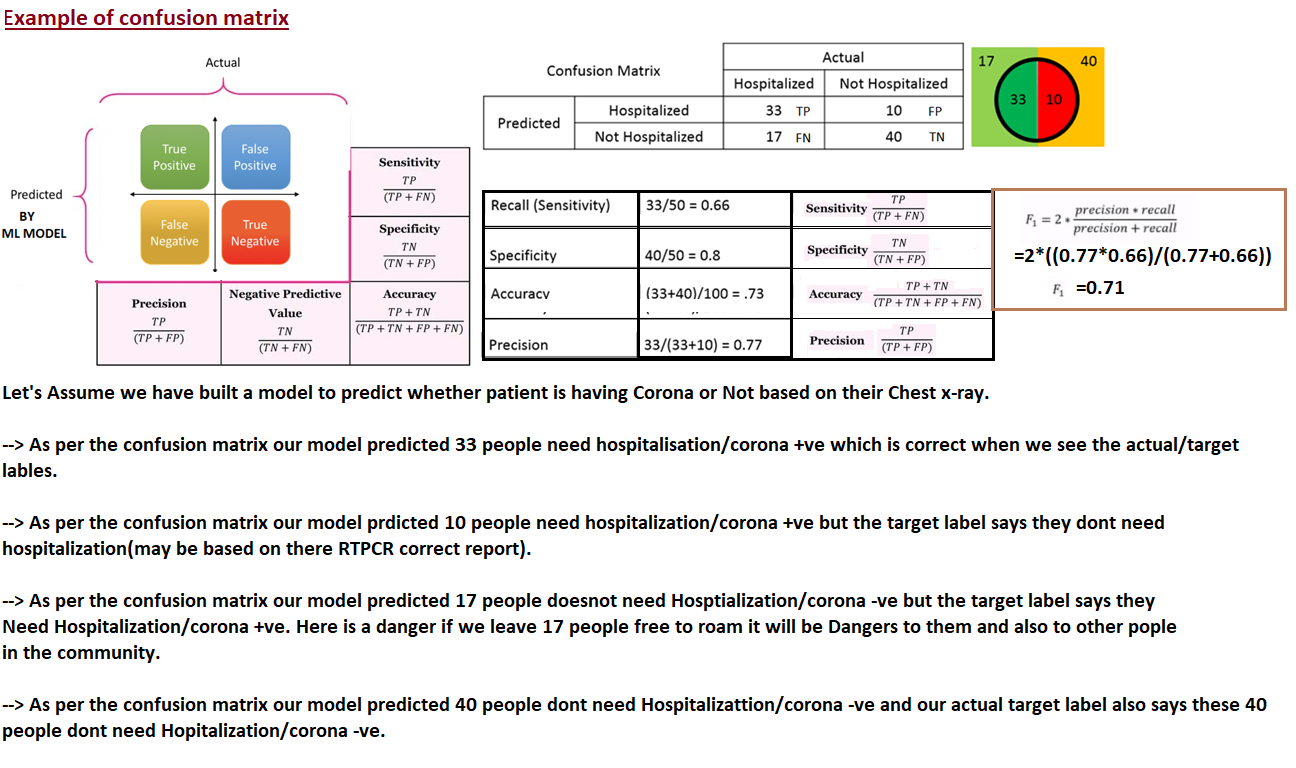 Example of confusion matrix
Actual
Predicted
BY
ML MODEL
True
Positive
False
Positive
False
Negative
True
Negative
Sensitivity
TP
(TP + FN)
Specificity
TN
(TN + FP)
Precision
TP
(TP + FP)
Negative Predictive
Value
TN
(TN + FN)
Accuracy
TP + TN
(TP + TN + FP + FN)
Confusion Matrix
Actual
Hospitalized Not Hospitalized
Predicted
Hospitalized 33 TP 10 FP
Not Hospitalized 17 FN 40 TN
17 40
33 10
Recall (Sensitivity) 33/50 = 0.66 Sensitivity TP
(TP + FN)
Specificity 40/50 = 0.8 Specificity TN
(TN + FP)
Accuracy (33+40)/100 = .73 Accuracy TP + TN
(TP + TN + FP + FN)
Precision 33/(33+10) = 0.77 Precision TP
(TP + FP)
F₁ = 2 * precision * recall
precision + recall
=2*((0.77*0.66)/(0.77+0.66))
F₁ =0.71
Let's Assume we have built a model to predict whether patient is having Corona or Not based on their Chest x-ray.
--> As per the confusion matrix our model predicted 33 people need hospitalisation/corona +ve which is correct when we see the actual/target
lables.
--> As per the confusion matrix our model prdicted 10 people need hospitalization/corona +ve but the target label says they dont need
hospitalization(may be based on there RTPCR correct report).
--> As per the confusion matrix our model predicted 17 people doesnot need Hosptialization/corona -ve but the target label says they
Need Hospitalization/corona +ve. Here is a danger if we leave 17 people free to roam it will be Dangers to them and also to other pople
in the community.
--> As per the confusion matrix our model predicted 40 people dont need Hospitalizattion/corona -ve and our actual target label also says these 40
people dont need Hopitalization/corona -ve.